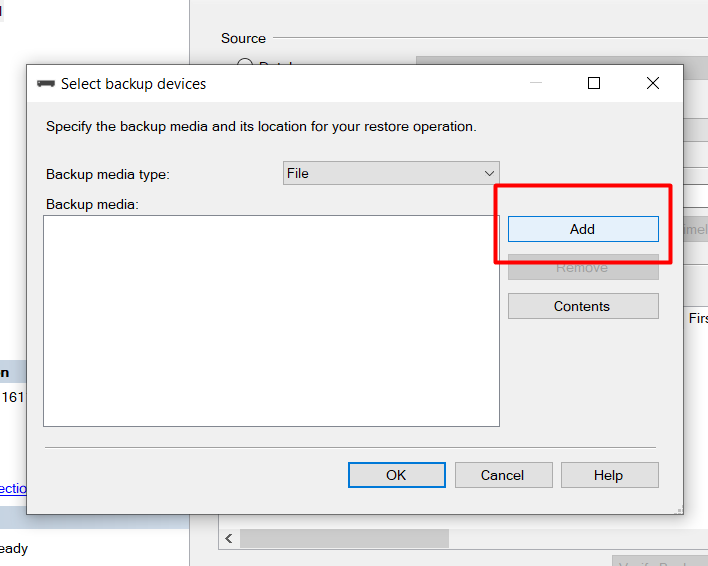 Source
Select backup devices
Specify the backup media and its location for your restore operation.
Backup media type:
File
Backup media:
Add
Remove
Contents
Firs
on
161
ectio
OK
Cancel
Help
eady